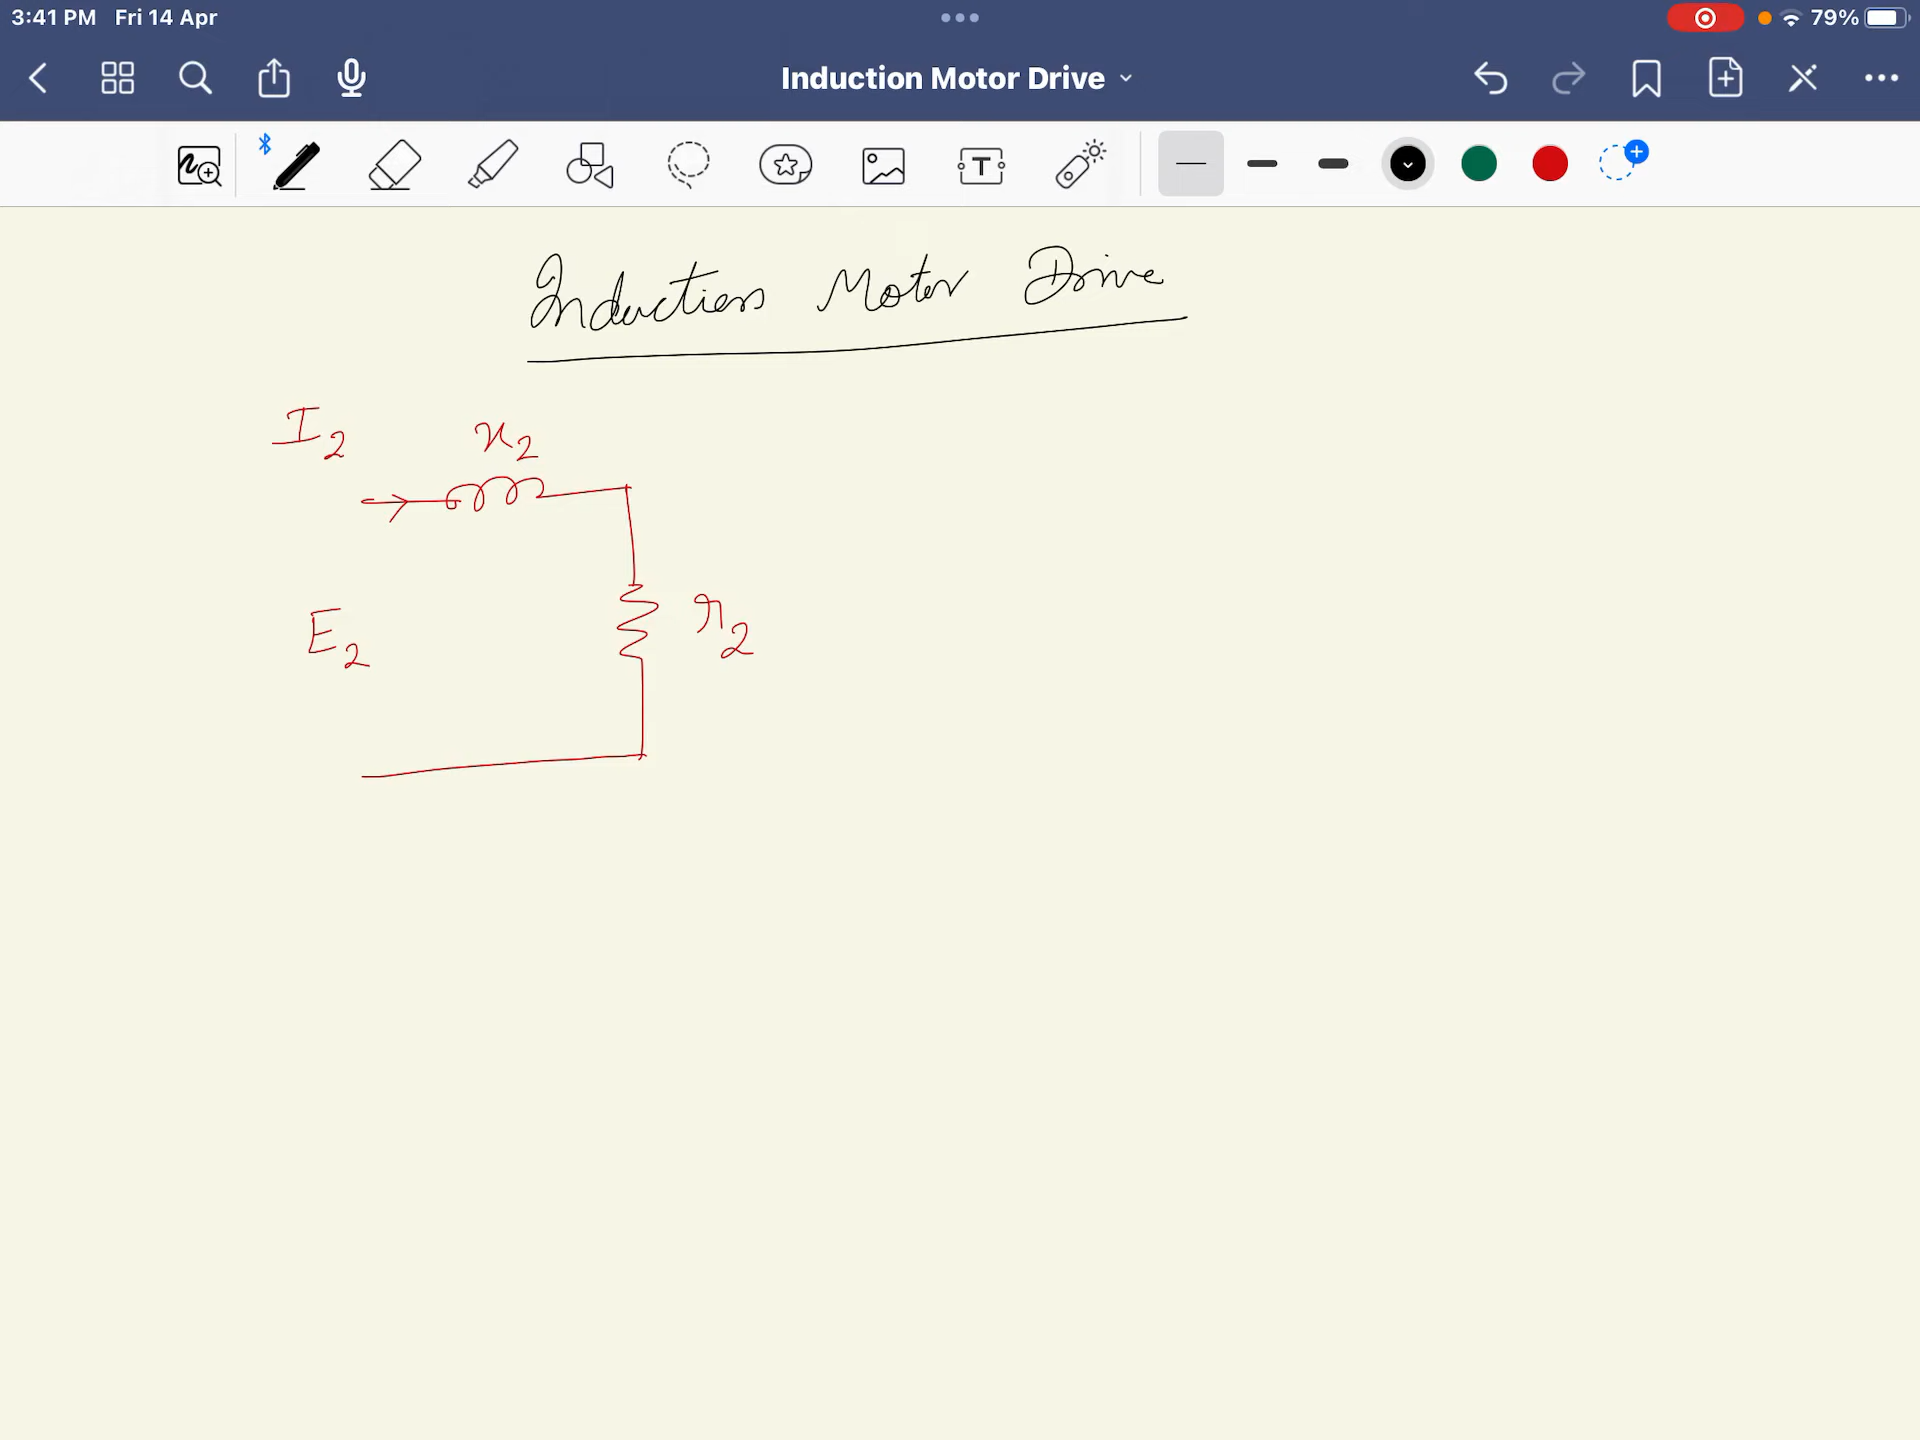 3:41 PM Fri 14 Apr
79%
Induction Motor Drive
T
Induction Motor Drive
I₂
x₂
E₂
r₂